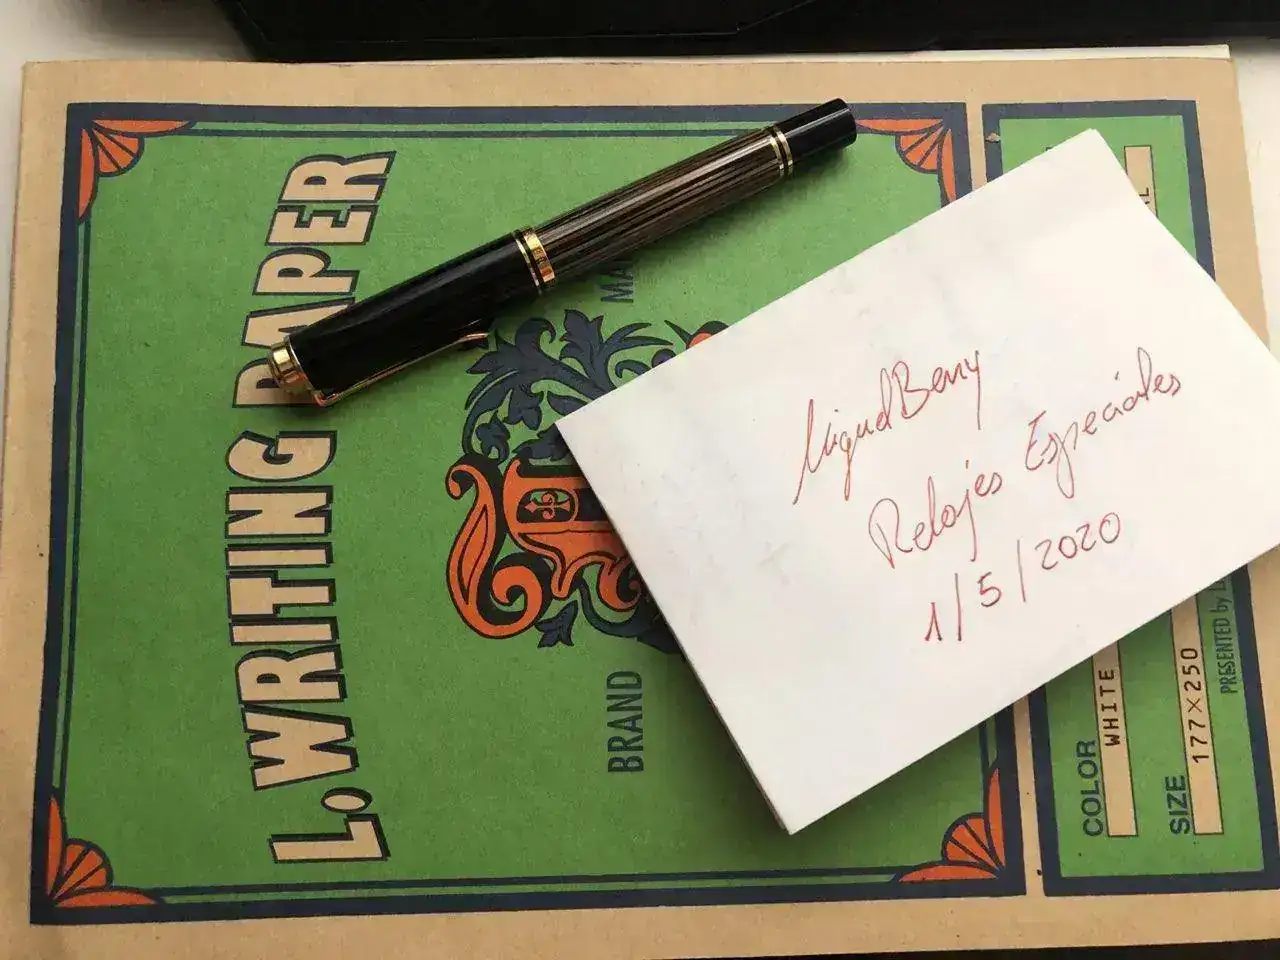 L. WRITING PAPER
BRAND
MA
MiguelBerry
Relojes Especiales
1/5/2020
COLOR WHITE
SIZE 177×250
PRESENTED by L